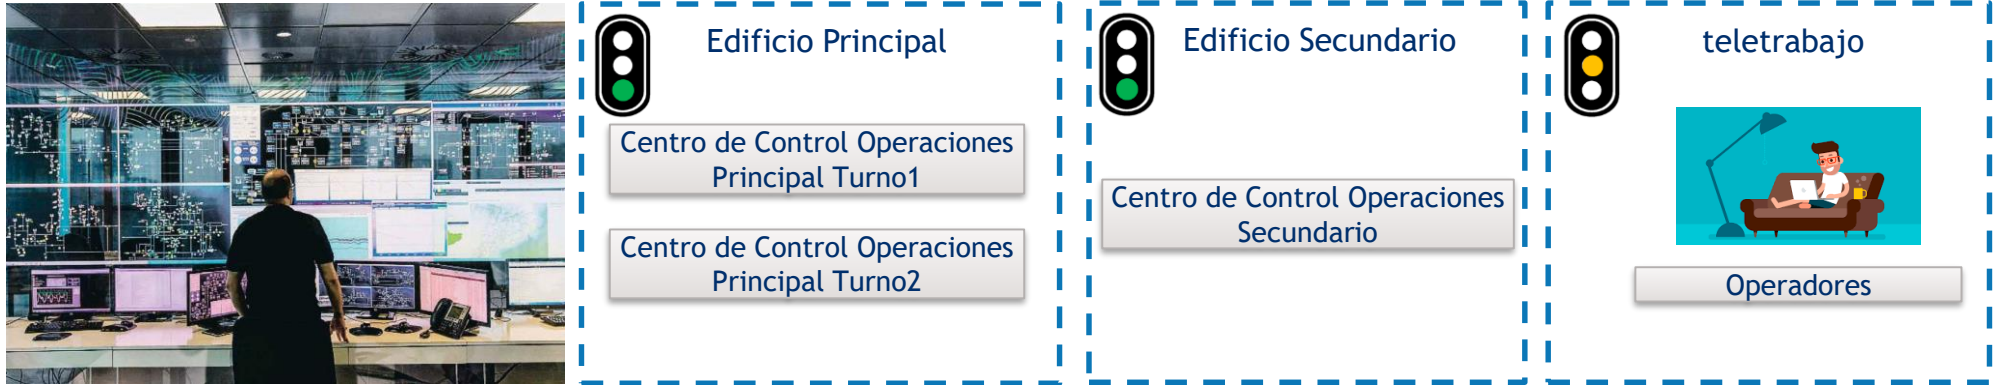 Edificio Principal
Centro de Control Operaciones
Principal Turno1
Centro de Control Operaciones
Principal Turno2
Edificio Secundario
Centro de Control Operaciones
Secundario
teletrabajo
Operadores